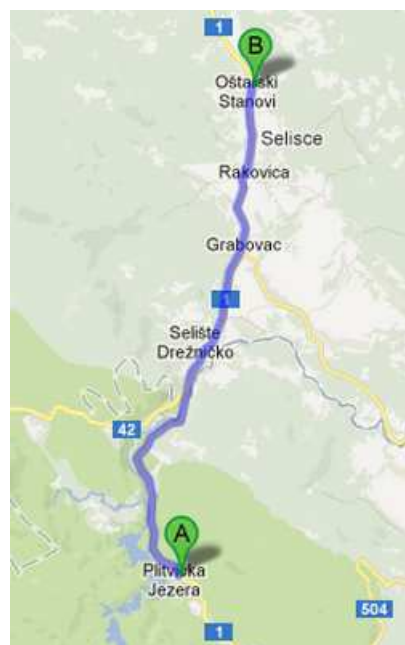 1
B
Oštarski
Stanovi
Selisce
Rakovica
Grabovac
1
Selište
Drežničko
42
A
Plitvička
Jezera
504
1